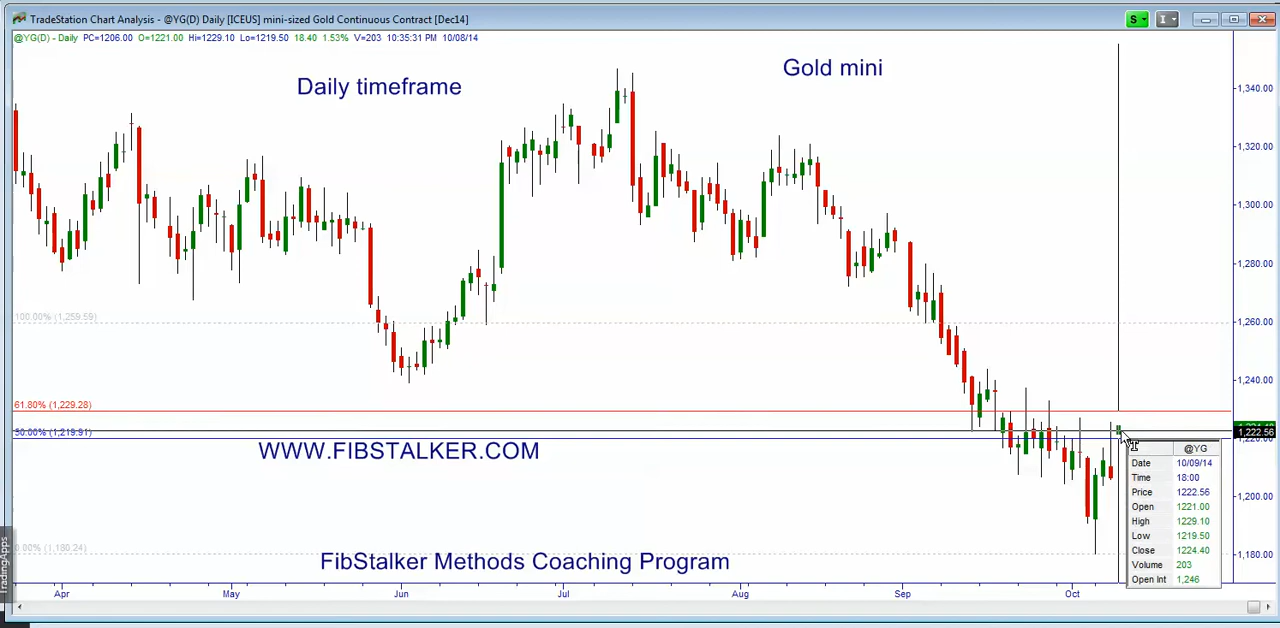 TradeStation Chart Analysis - @YG(D) Daily [ICEUS] mini-sized Gold Continuous Contract [Dec14]
S
I
@YG(D) - Daily PC=1206.00 O=1221.00 Hi=1229.10 Lo=1219.50 18.40 1.53% V=203 10:35:31 PM 10/08/14
Daily timeframe
Gold mini
1,340.00
1,320.00
1,300.00
1,280.00
1,260.00
1,240.00
1,222.56
1,200.00
1,180.00
100.00% (1,259.59)
61.80% (1,229.28)
50.00% (1,219.91)
0.00% (1,180.24)
WWW.FIBSTALKER.COM
FibStalker Methods Coaching Program
@YG
Date 10/09/14
Time 18:00
Price 1222.56
Open 1221.00
High 1229.10
Low 1219.50
Close 1224.40
Volume 203
Open Int 1,246
TradingApps
Apr May Jun Jul Aug Sep Oct